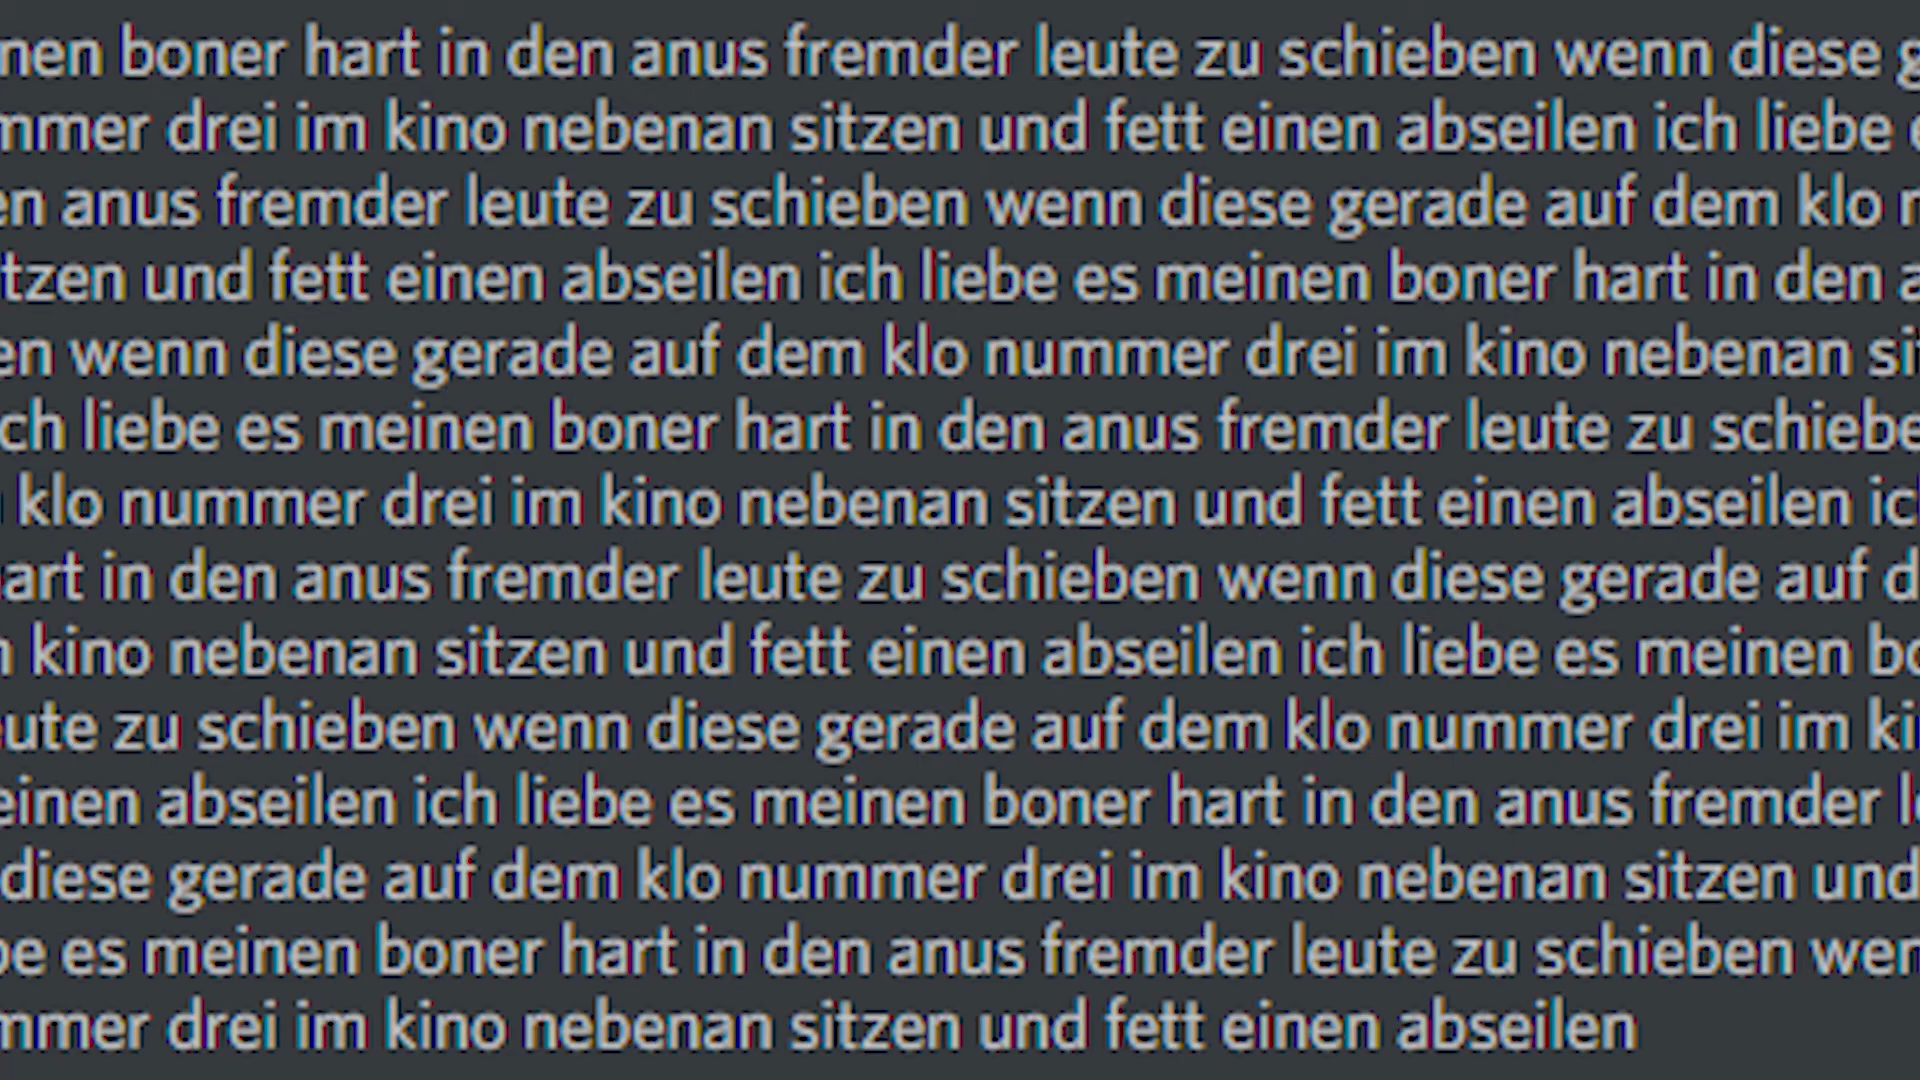 nen boner hart in den anus fremder leute zu schieben wenn diese g
mmer drei im kino nebenan sitzen und fett einen abseilen ich liebe
en anus fremder leute zu schieben wenn diese gerade auf dem klo
tzen und fett einen abseilen ich liebe es meinen boner hart in den a
en wenn diese gerade auf dem klo nummer drei im kino nebenan sit
ch liebe es meinen boner hart in den anus fremder leute zu schiebe
klo nummer drei im kino nebenan sitzen und fett einen abseilen ich
art in den anus fremder leute zu schieben wenn diese gerade auf d
kino nebenan sitzen und fett einen abseilen ich liebe es meinen bo
eute zu schieben wenn diese gerade auf dem klo nummer drei im ki
einen abseilen ich liebe es meinen boner hart in den anus fremder le
diese gerade auf dem klo nummer drei im kino nebenan sitzen und
be es meinen boner hart in den anus fremder leute zu schieben wen
mmer drei im kino nebenan sitzen und fett einen abseilen